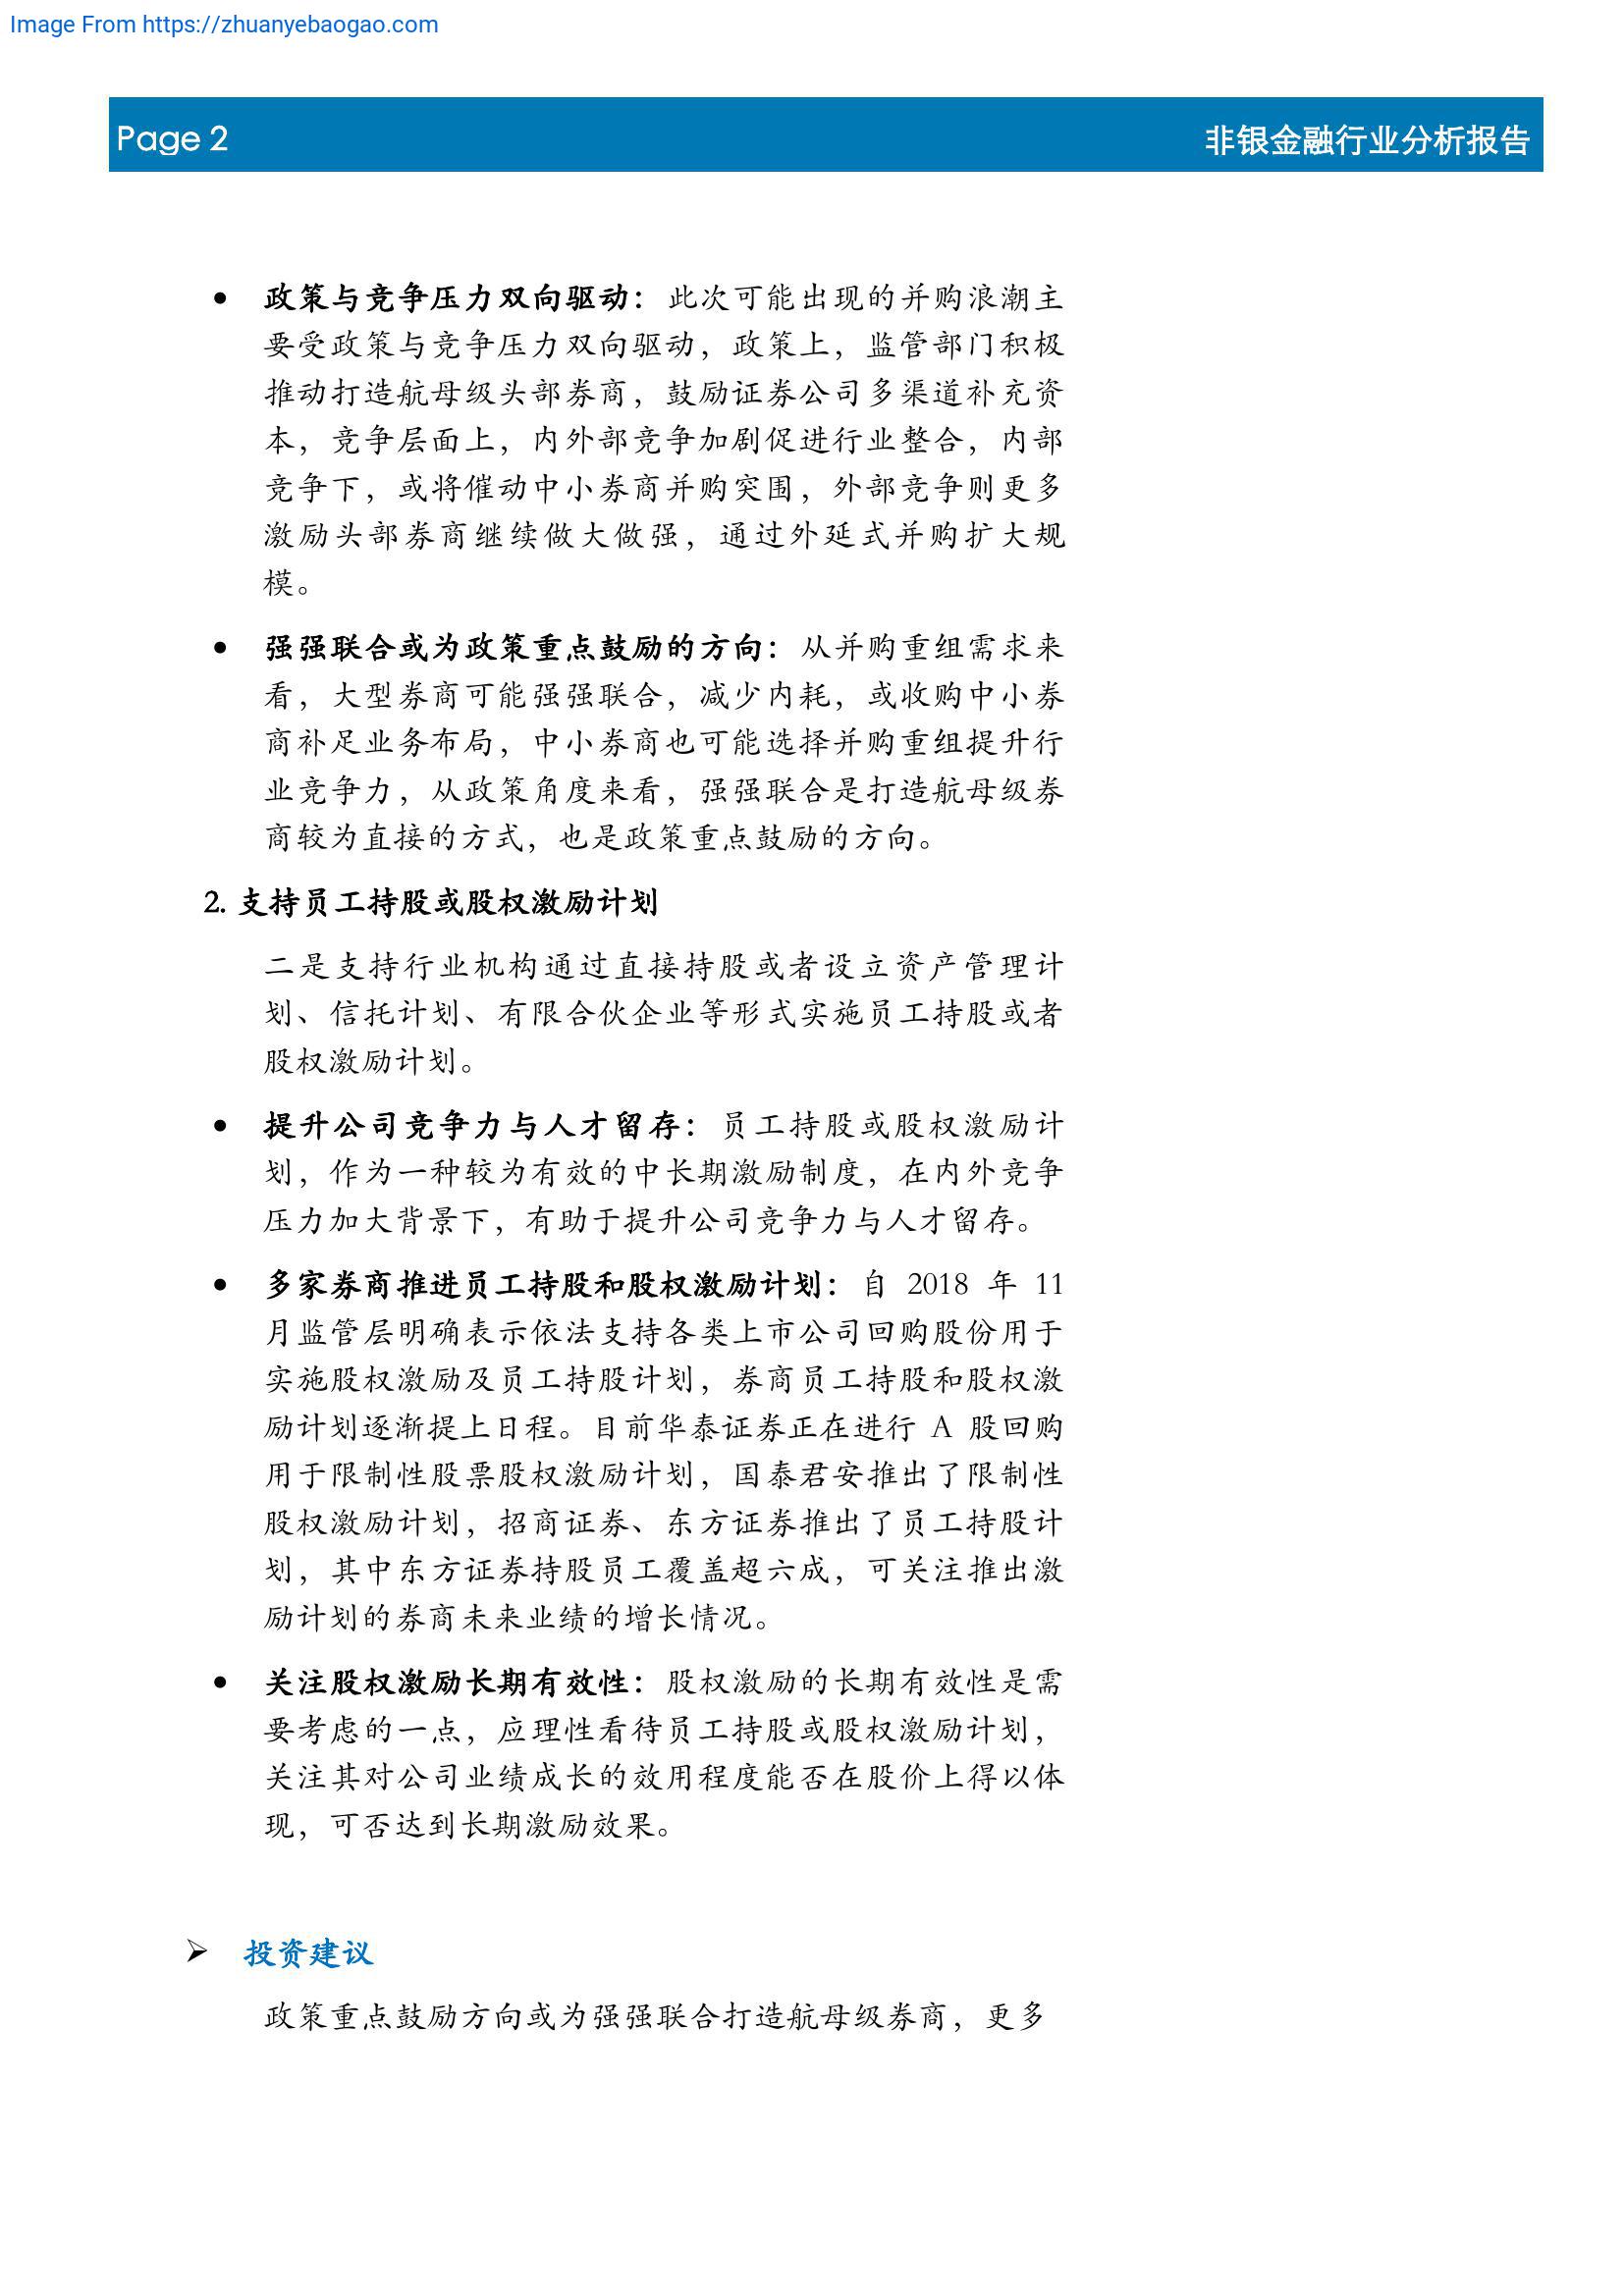 Image From https://zhuanyebaogao.com
Page 2
非银金融行业分析报告
• 政策与竞争压力双向驱动：此次可能出现的并购浪潮主
要受政策与竞争压力双向驱动，政策上，监管部门积极
推动打造航母级头部券商，鼓励证券公司多渠道补充资
本，竞争层面上，内外部竞争加剧促进行业整合，内部
竞争下，或将催动中小券商并购突围，外部竞争则更多
激励头部券商继续做大做强，通过外延式并购扩大规
模。
• 强强联合或为政策重点鼓励的方向：从并购重组需求来
看，大型券商可能强强联合，减少内耗，或收购中小券
商补足业务布局，中小券商也可能选择并购重组提升行
业竞争力，从政策角度来看，强强联合是打造航母级券
商较为直接的方式，也是政策重点鼓励的方向。
2. 支持员工持股或股权激励计划
二是支持行业机构通过直接持股或者设立资产管理计
划、信托计划、有限合伙企业等形式实施员工持股或者
股权激励计划。
• 提升公司竞争力与人才留存：员工持股或股权激励计
划，作为一种较为有效的中长期激励制度，在内外竞争
压力加大背景下，有助于提升公司竞争力与人才留存。
• 多家券商推进员工持股和股权激励计划：自 2018 年 11
月监管层明确表示依法支持各类上市公司回购股份用于
实施股权激励及员工持股计划，券商员工持股和股权激
励计划逐渐提上日程。目前华泰证券正在进行 A 股回购
用于限制性股票股权激励计划，国泰君安推出了限制性
股权激励计划，招商证券、东方证券推出了员工持股计
划，其中东方证券持股员工覆盖超六成，可关注推出激
励计划的券商未来业绩的增长情况。
• 关注股权激励长期有效性：股权激励的长期有效性是需
要考虑的一点，应理性看待员工持股或股权激励计划，
关注其对公司业绩成长的效用程度能否在股价上得以体
现，可否达到长期激励效果。
➢ 投资建议
政策重点鼓励方向或为强强联合打造航母级券商，更多